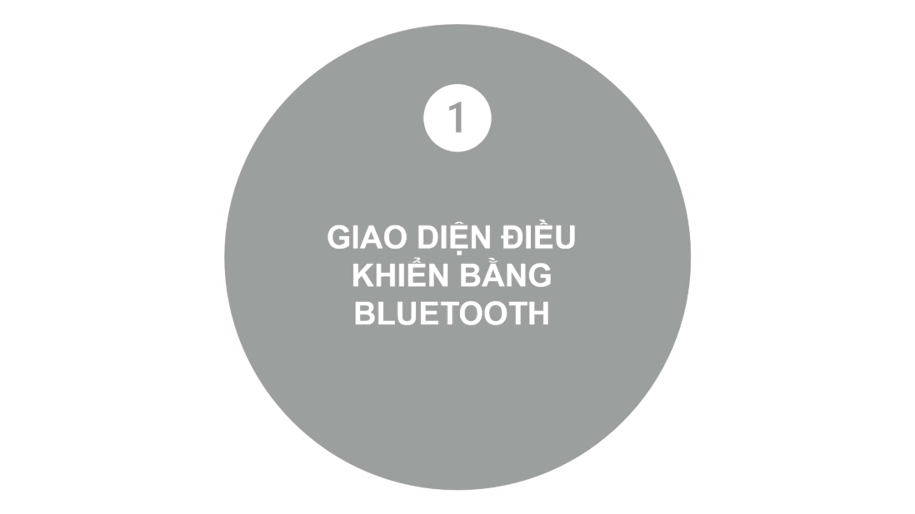 1
GIAO DIỆN ĐIỀU
KHIỂN BẰNG
BLUETOOTH